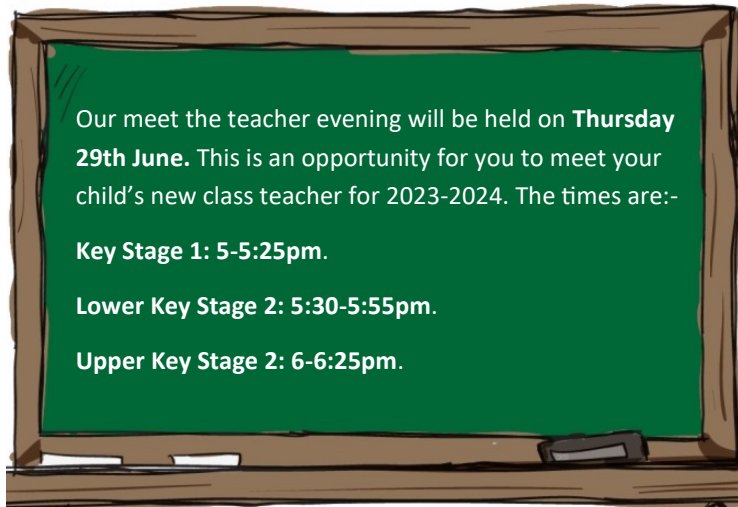 Our meet the teacher evening will be held on Thursday
29th June. This is an opportunity for you to meet your
child’s new class teacher for 2023-2024. The times are:-
Key Stage 1: 5-5:25pm.
Lower Key Stage 2: 5:30-5:55pm.
Upper Key Stage 2: 6-6:25pm.